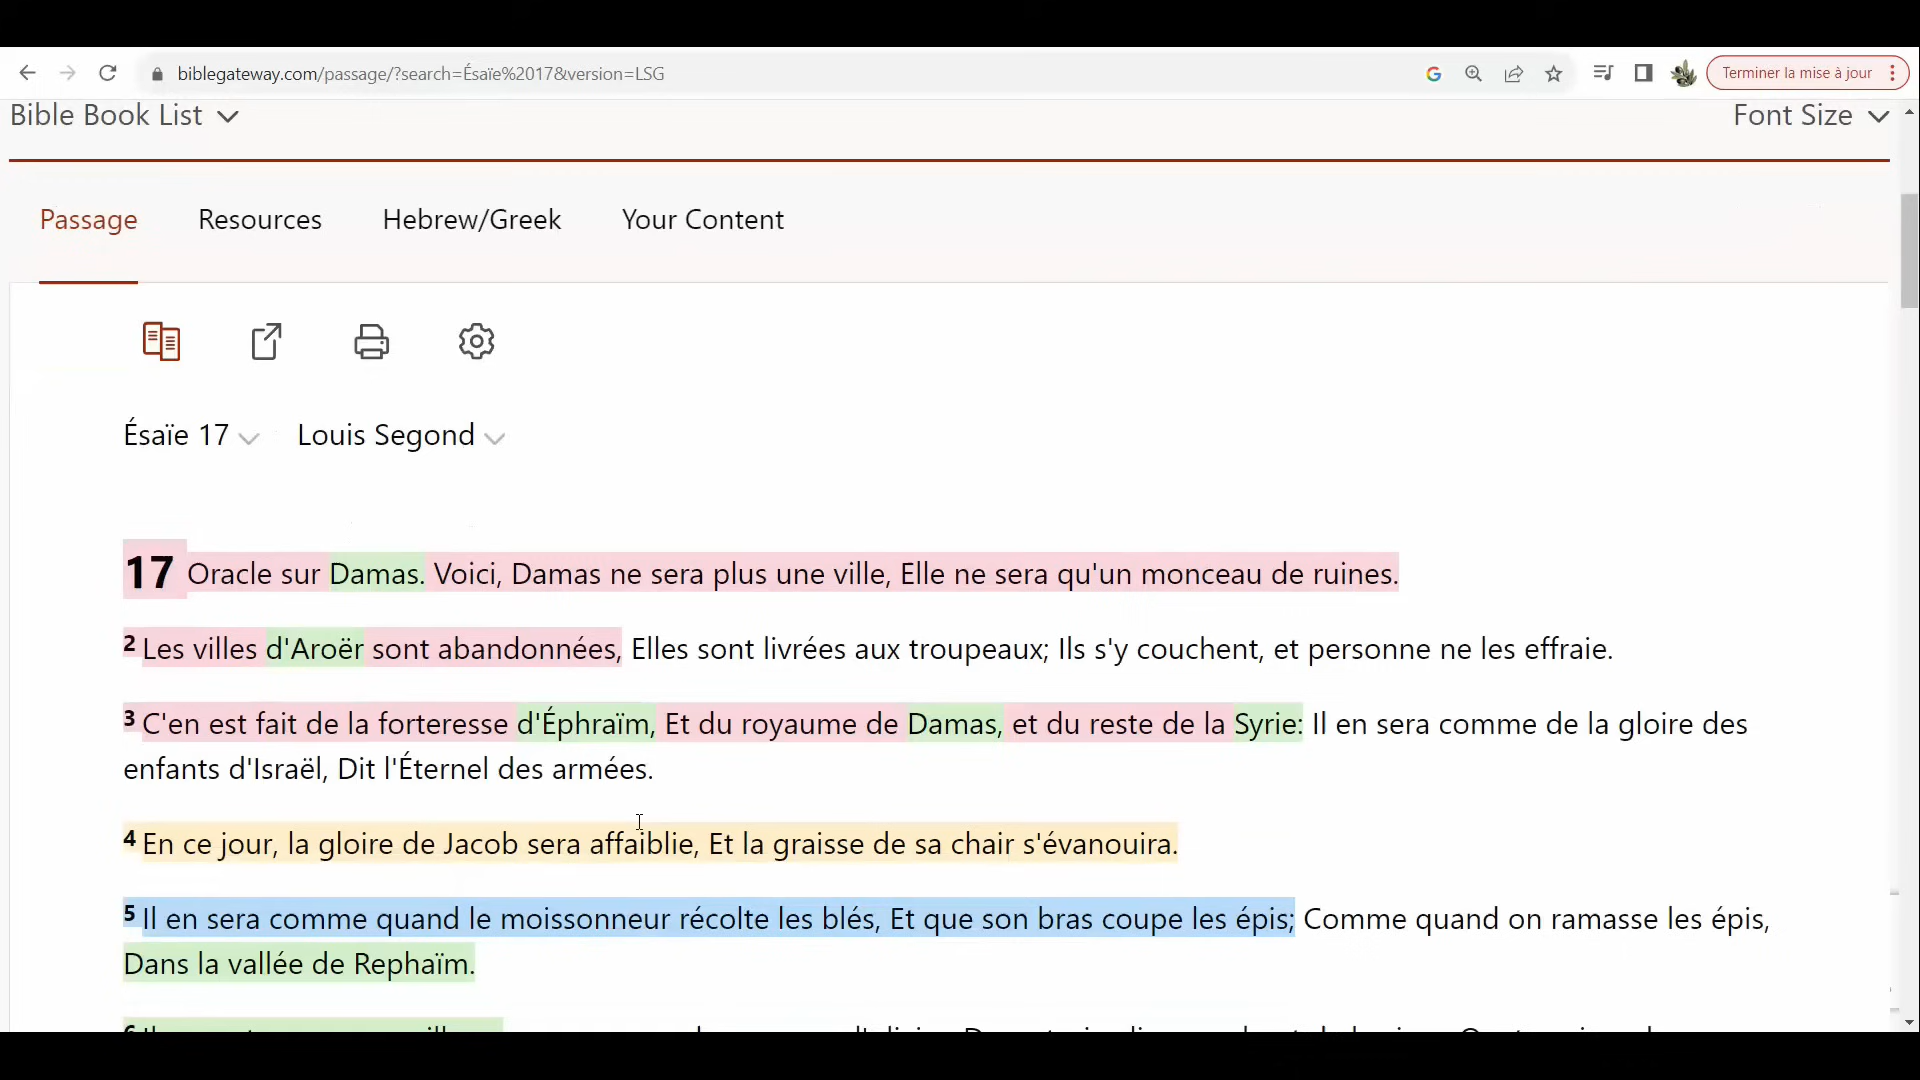 biblegateway.com/passage/?search=Ésaïe%2017&version=LSG
Terminer la mise à jour
Bible Book List
Font Size
Passage Resources Hebrew/Greek Your Content
Ésaïe 17 Louis Segond
17 Oracle sur Damas. Voici, Damas ne sera plus une ville, Elle ne sera qu'un monceau de ruines.
2 Les villes d'Aroër sont abandonnées, Elles sont livrées aux troupeaux; Ils s'y couchent, et personne ne les effraie.
3 C'en est fait de la forteresse d'Éphraïm, Et du royaume de Damas, et du reste de la Syrie: Il en sera comme de la gloire des
enfants d'Israël, Dit l'Éternel des armées.
4 En ce jour, la gloire de Jacob sera affaiblie, Et la graisse de sa chair s'évanouira.
5 Il en sera comme quand le moissonneur récolte les blés, Et que son bras coupe les épis; Comme quand on ramasse les épis,
Dans la vallée de Rephaïm.